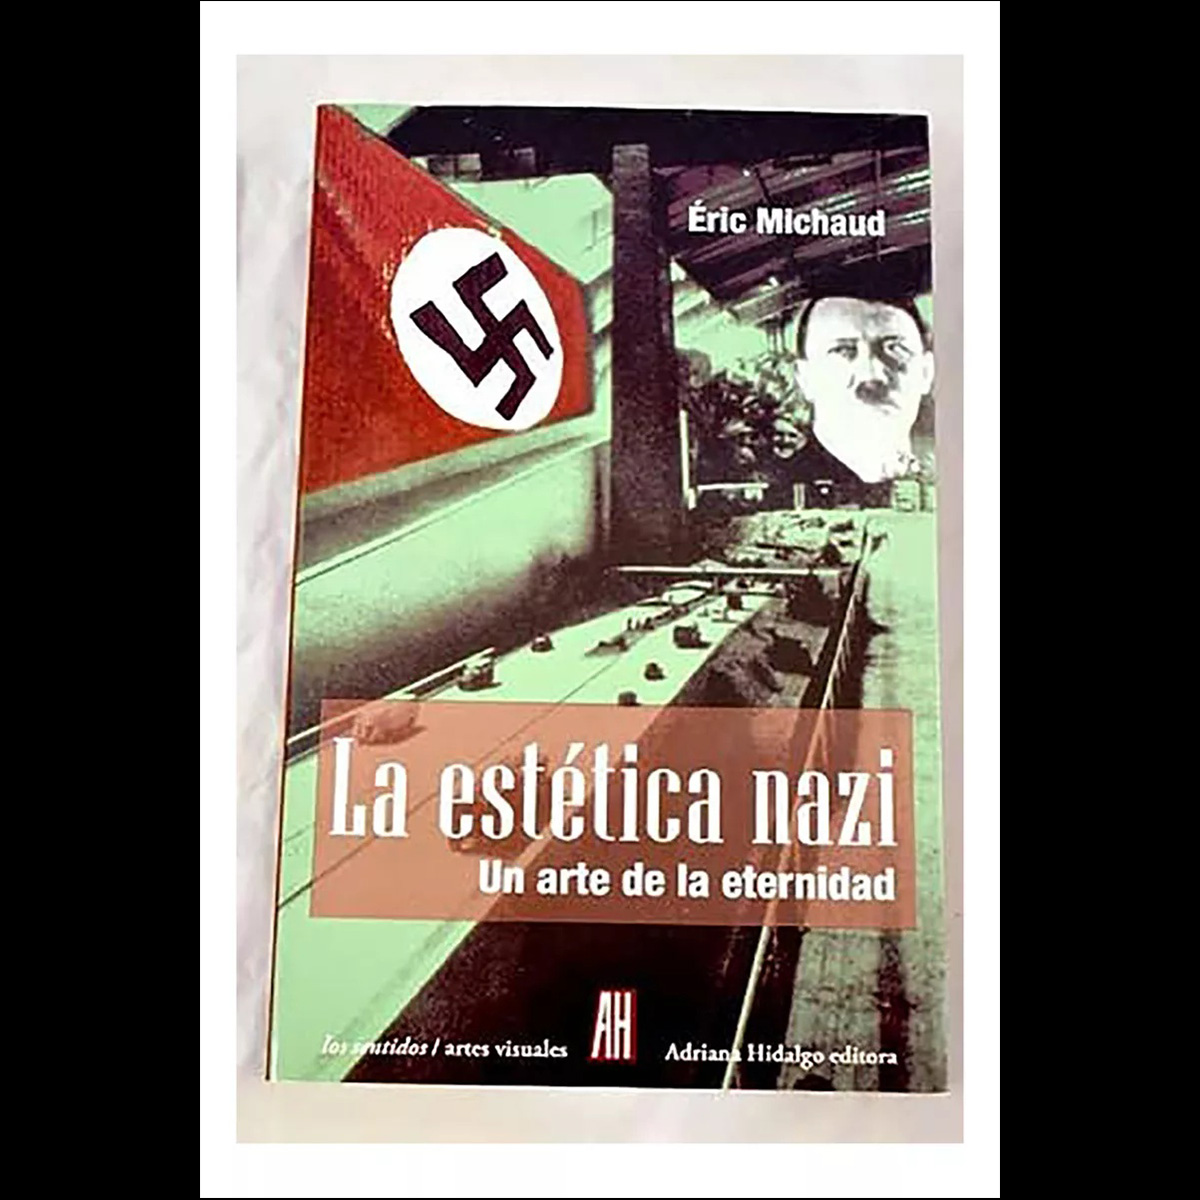 Éric Michaud
La estética nazi
Un arte de la eternidad
los sentidos / artes visuales
AH
Adriana Hidalgo editora